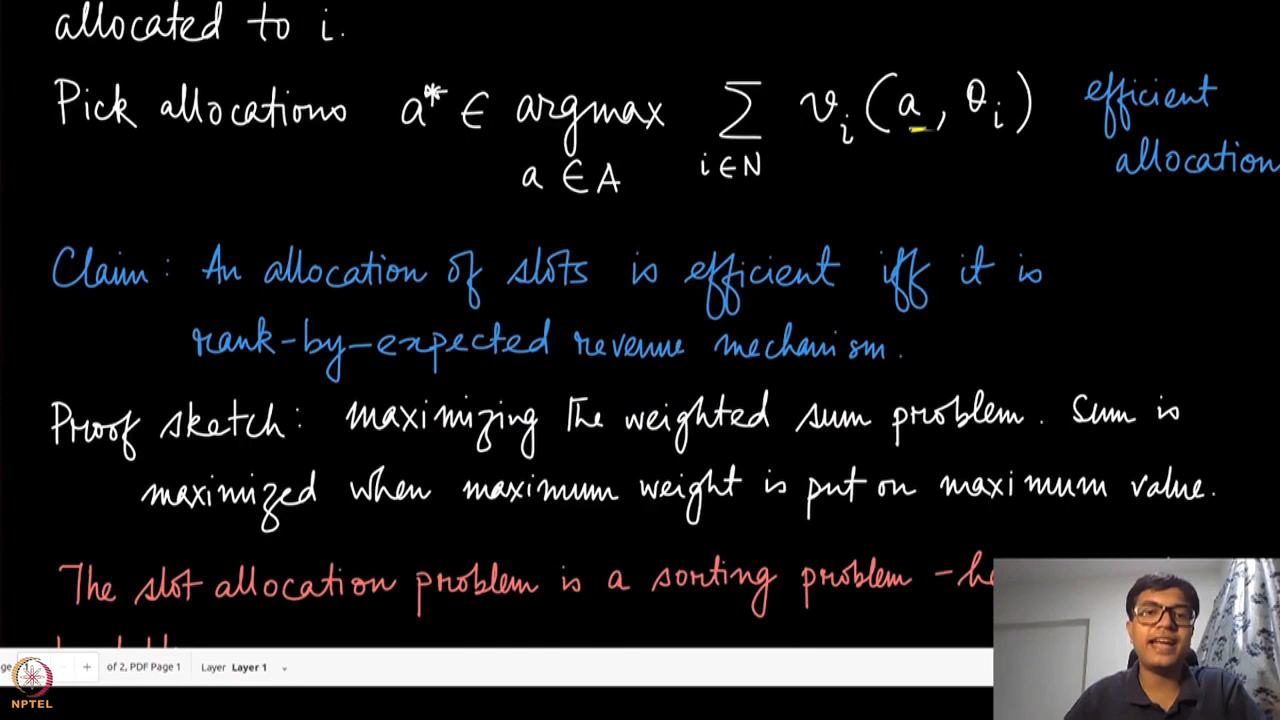 allocated to i.
Pick allocations a* ∈ argmax ∑ v_i (a, θ_i) efficient
a ∈ A i ∈ N allocation
Claim: An allocation of slots is efficient iff it is
rank-by-expected revenue mechanism.
Proof sketch: maximizing the weighted sum problem. Sum is
maximized when maximum weight is put on maximum value.
The slot allocation problem is a sorting problem -
of 2, PDF Page 1 Layer Layer 1
NPTEL